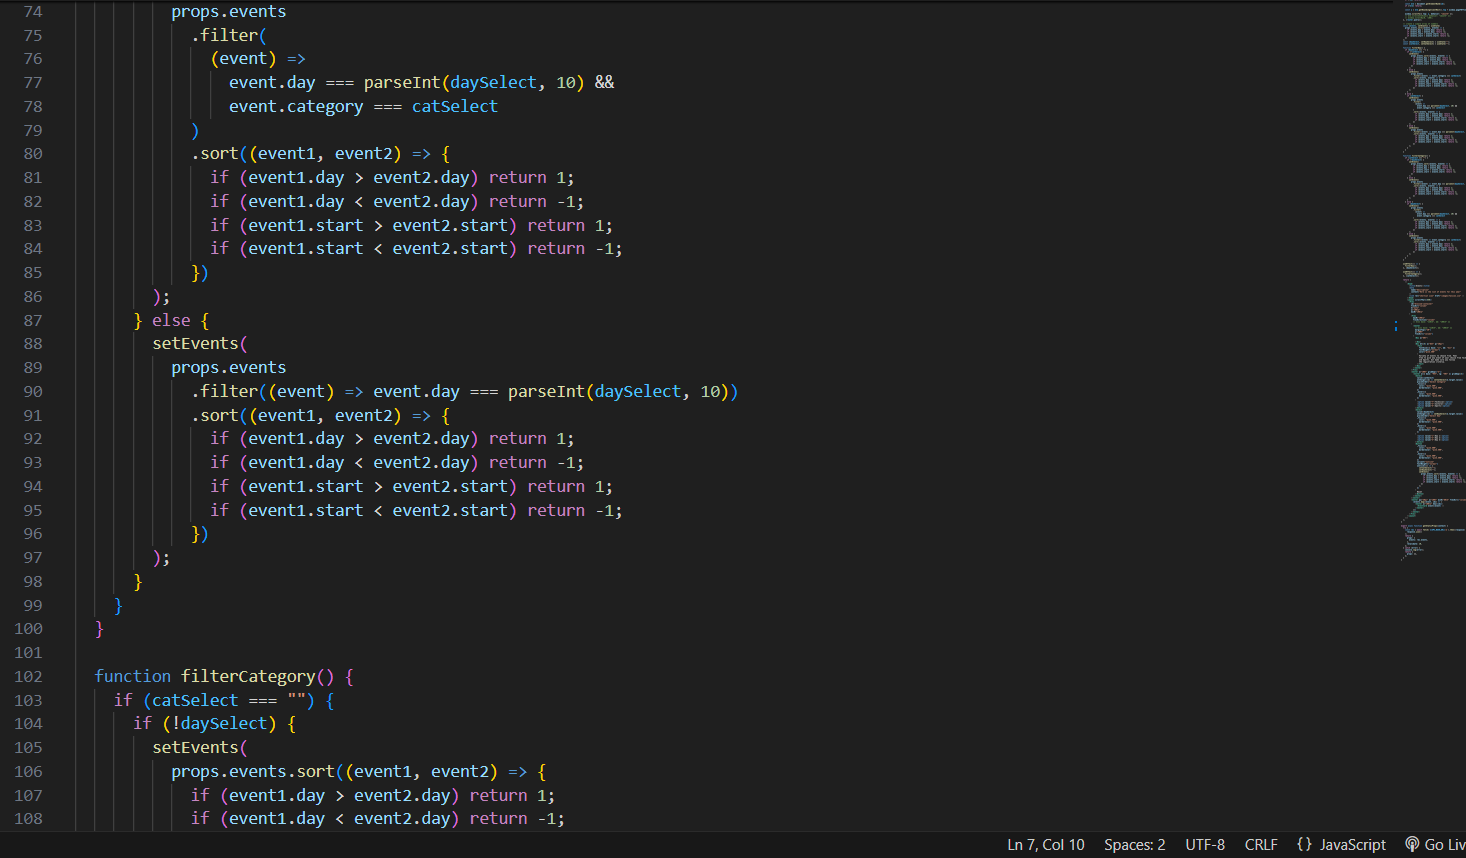 74 props.events
75 .filter(
76 (event) =>
77 event.day === parseInt(daySelect, 10) &&
78 event.category === catSelect
79 )
80 .sort((event1, event2) => {
81 if (event1.day > event2.day) return 1;
82 if (event1.day < event2.day) return -1;
83 if (event1.start > event2.start) return 1;
84 if (event1.start < event2.start) return -1;
85 })
86 );
87 } else {
88 setEvents(
89 props.events
90 .filter((event) => event.day === parseInt(daySelect, 10))
91 .sort((event1, event2) => {
92 if (event1.day > event2.day) return 1;
93 if (event1.day < event2.day) return -1;
94 if (event1.start > event2.start) return 1;
95 if (event1.start < event2.start) return -1;
96 })
97 );
98 }
99 }
100 }
101
102 function filterCategory() {
103 if (catSelect === "") {
104 if (!daySelect) {
105 setEvents(
106 props.events.sort((event1, event2) => {
107 if (event1.day > event2.day) return 1;
108 if (event1.day < event2.day) return -1;
Ln 7, Col 10 Spaces: 2 UTF-8 CRLF {} JavaScript Go Liv